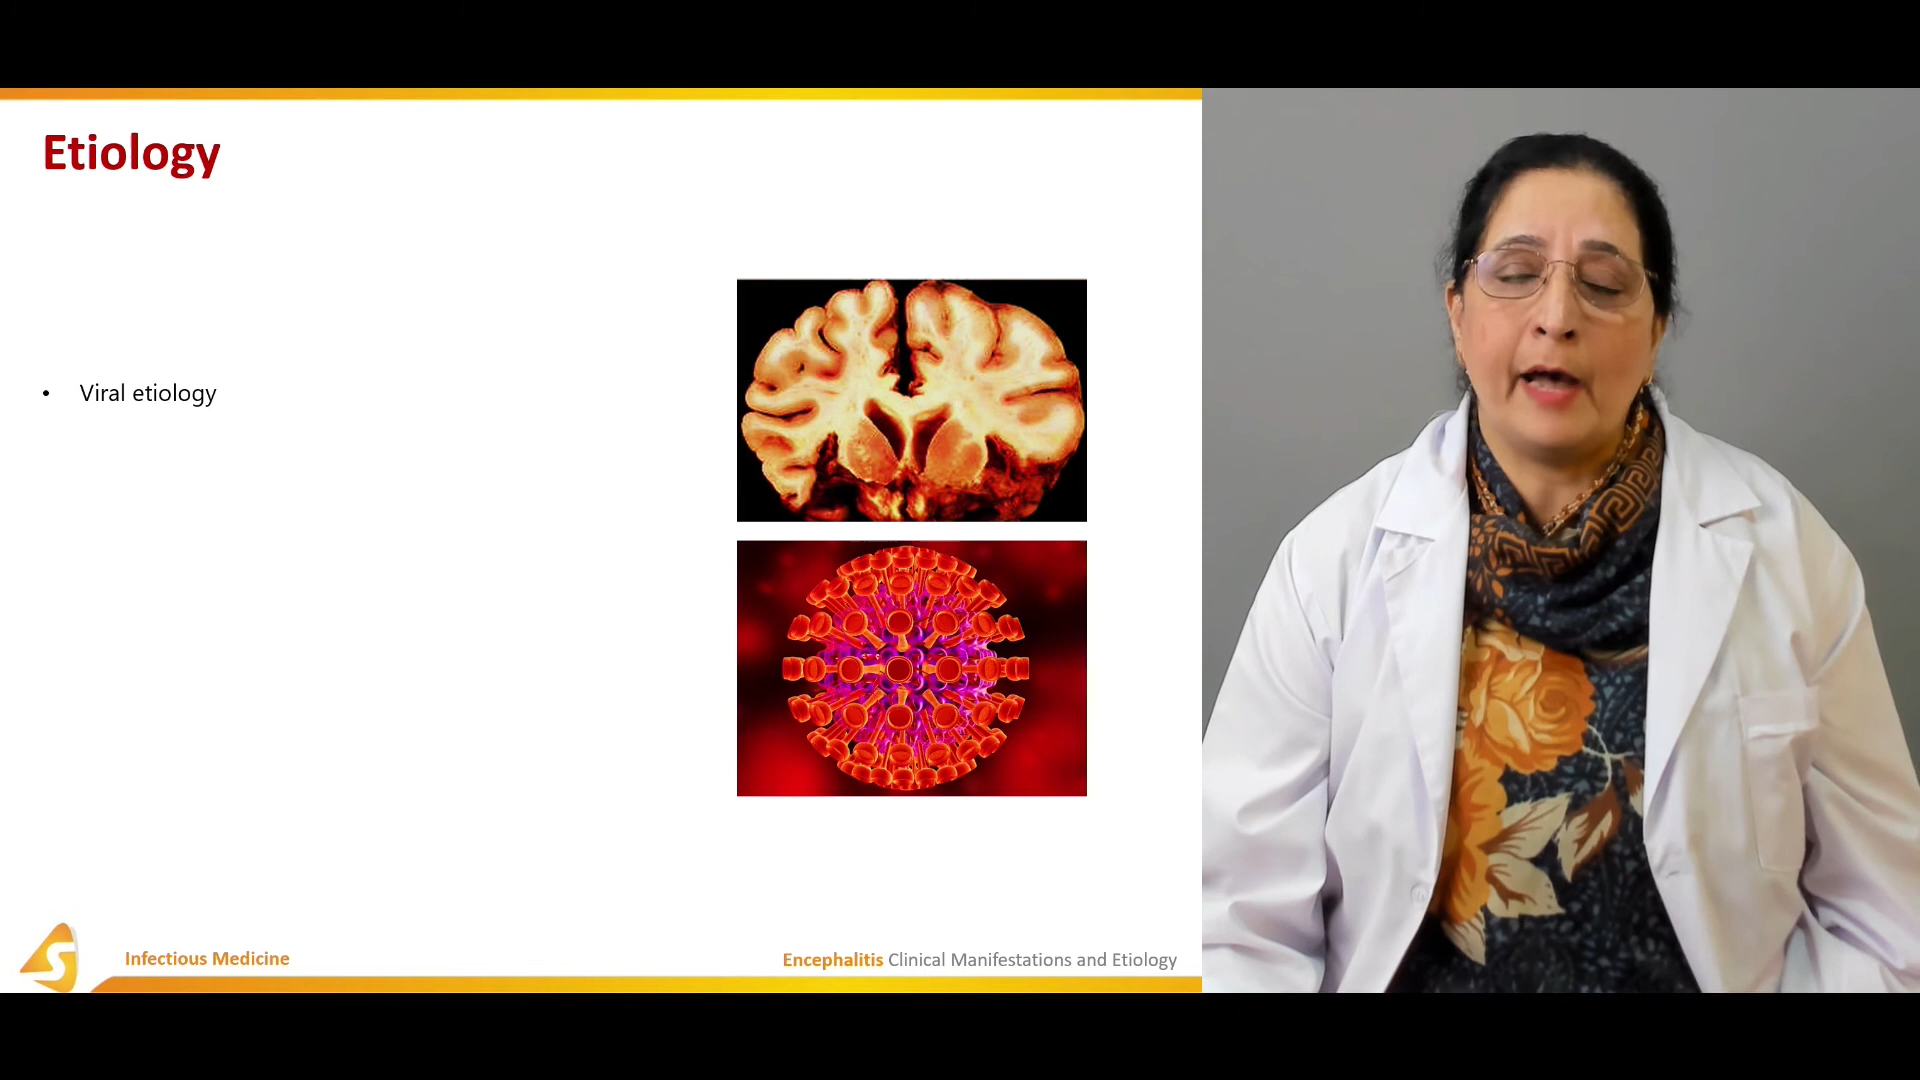 Etiology
• Viral etiology
Infectious Medicine
Encephalitis Clinical Manifestations and Etiology